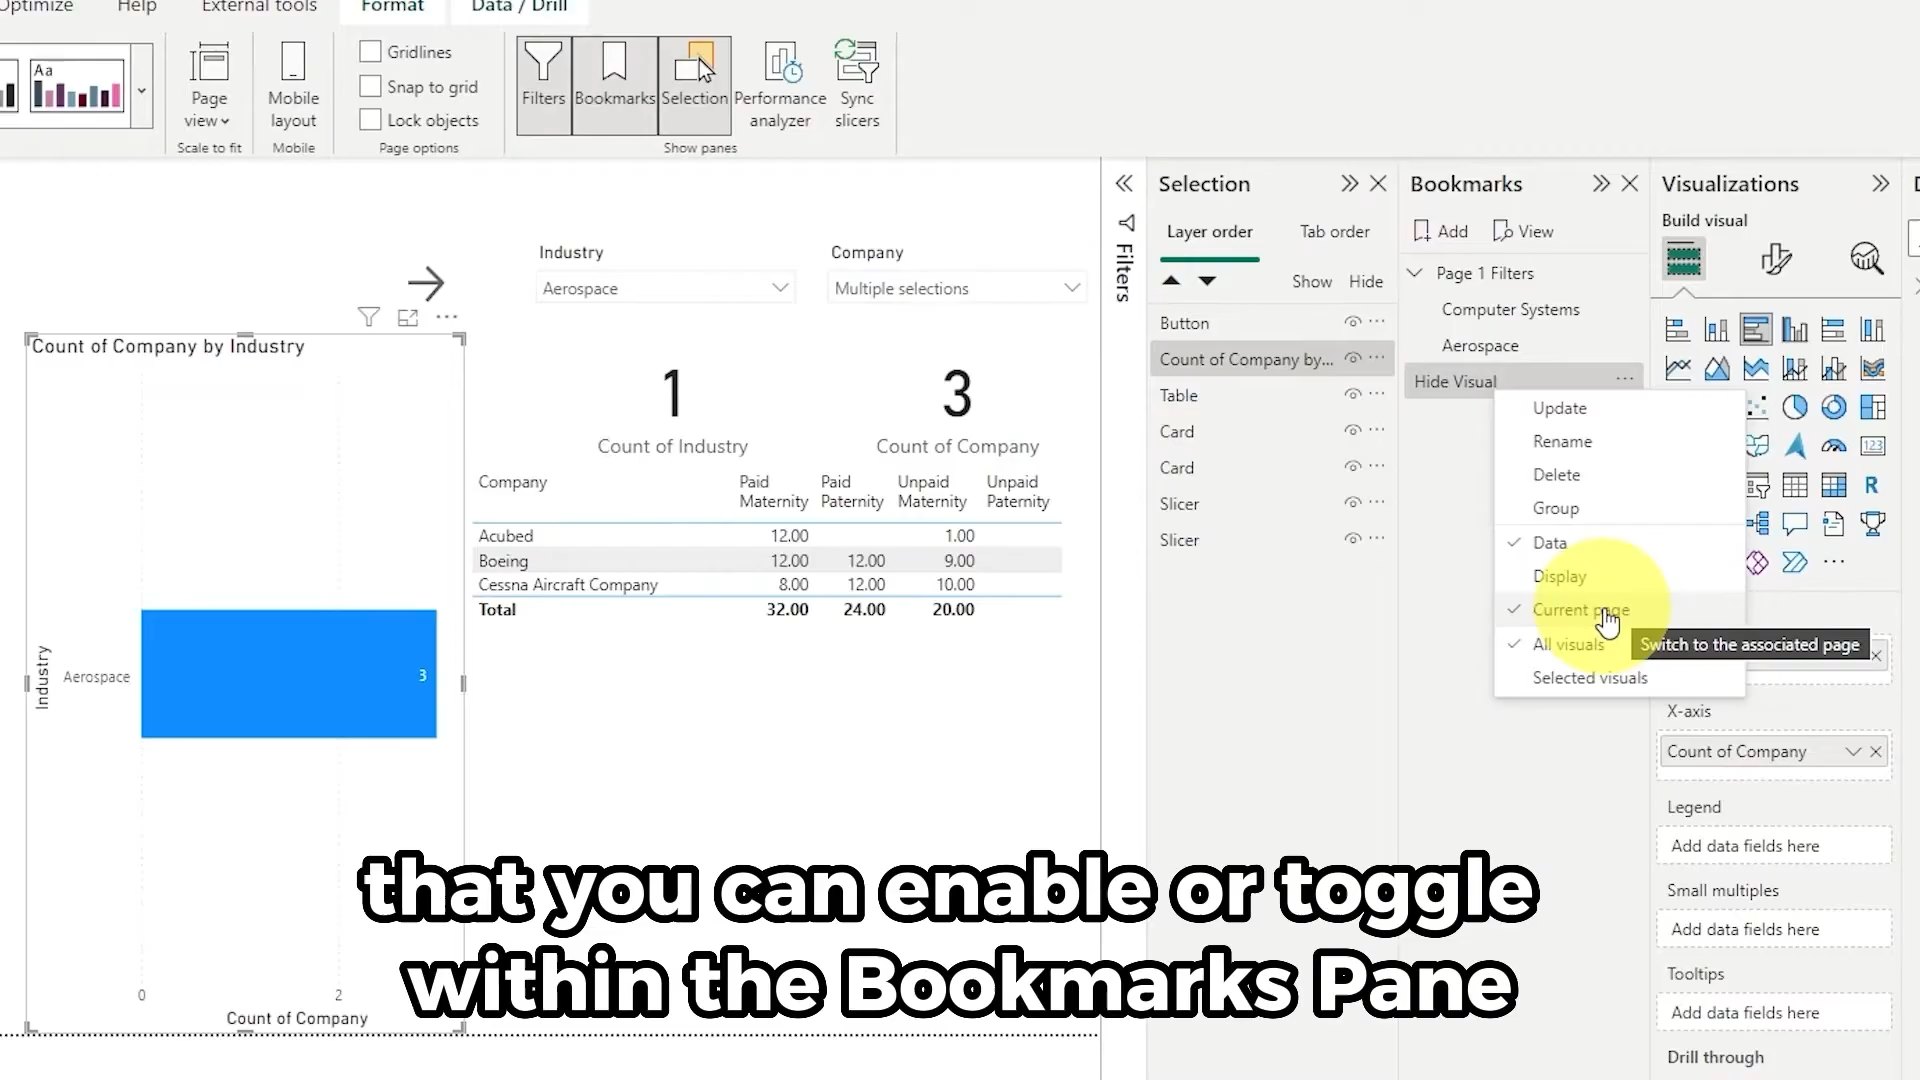 Optimize Help External tools Format Data / Drill
Aa
Page view
Mobile layout
Gridlines
Snap to grid
Lock objects
Filters
Bookmarks
Selection
Performance analyzer
Sync slicers
Scale to fit
Mobile
Page options
Show panes
Industry
Aerospace
Company
Multiple selections
Count of Company by Industry
1
Count of Industry
3
Count of Company
Company Paid Maternity Paid Paternity Unpaid Maternity Unpaid Paternity
Acubed 12.00 1.00
Boeing 12.00 12.00 9.00
Cessna Aircraft Company 8.00 12.00 10.00
Total 32.00 24.00 20.00
Industry
Aerospace
3
0 2
Count of Company
Filters
Selection
Layer order Tab order
Show Hide
Button
Count of Company by...
Table
Card
Card
Slicer
Slicer
Bookmarks
Add View
Page 1 Filters
Computer Systems
Aerospace
Hide Visual
Update
Rename
Delete
Group
Data
Display
Current page
All visuals
Selected visuals
Switch to the associated page
Visualizations
Build visual
123
R
X-axis
Count of Company
Legend
Add data fields here
Small multiples
Add data fields here
Tooltips
Add data fields here
Drill through
that you can enable or toggle
within the Bookmarks Pane